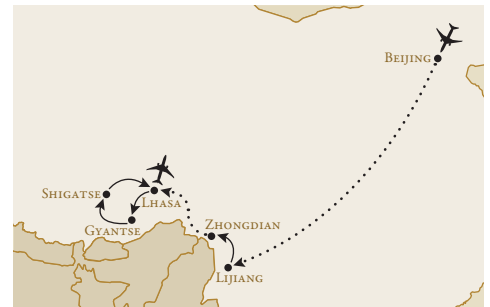 Beijing
Shigatse
Lhasa
Gyantse
Zhongdian
Lijiang